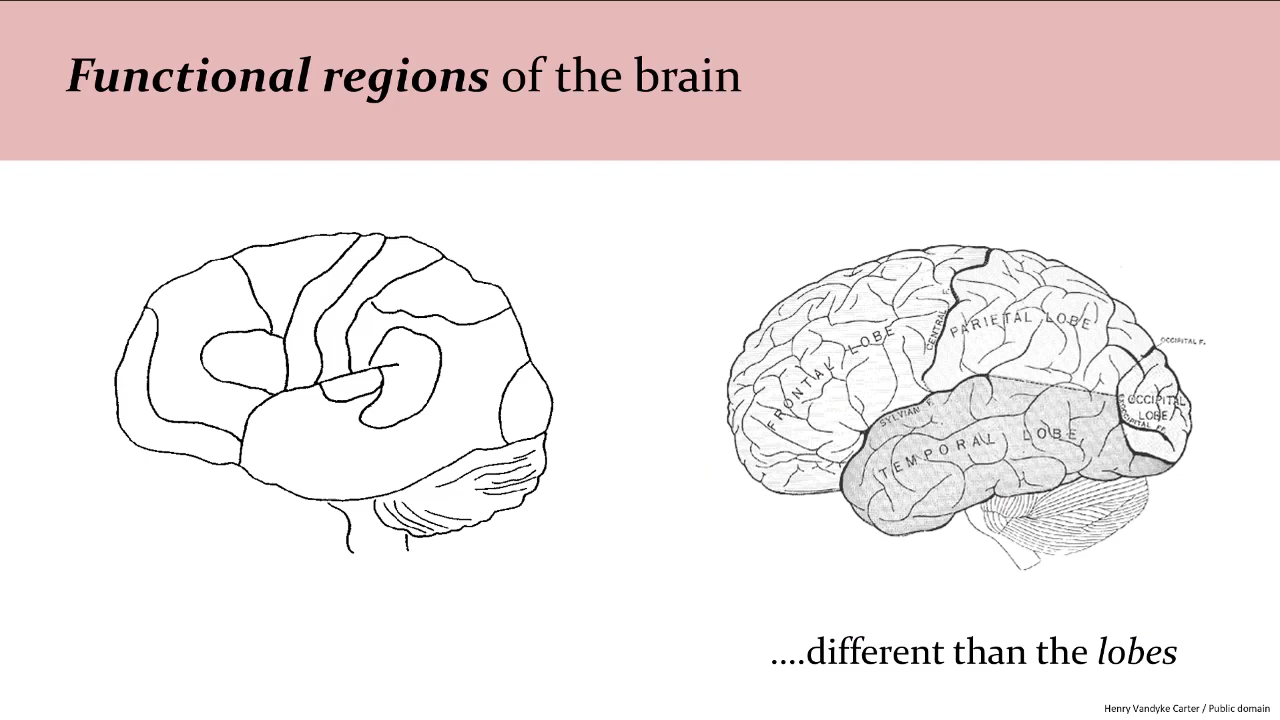 Functional regions of the brain
FRONTAL LOBE
CENTRAL F.
PARIETAL LOBE
OCCIPITAL F.
OCCIPITAL
LOBE
SYLVIAN F.
TEMPORAL LOBE
....different than the lobes
Henry Vandyke Carter / Public domain